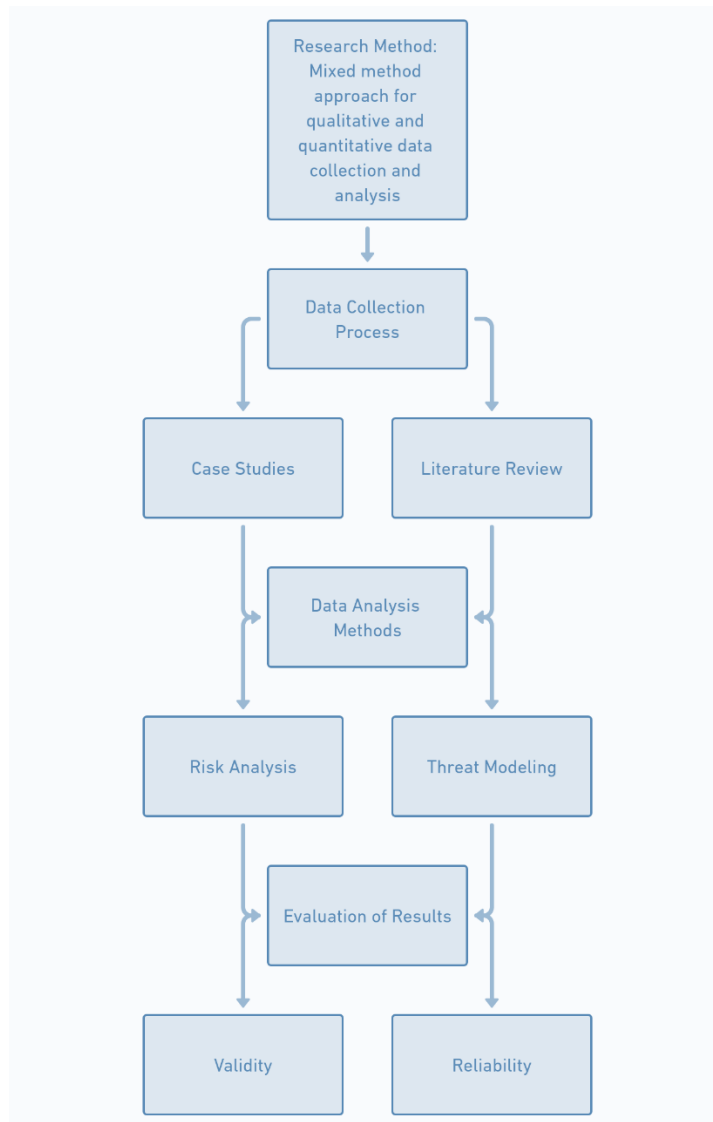 Research Method:
Mixed method
approach for
qualitative and
quantitative data
collection and
analysis
Data Collection
Process
Case Studies
Literature Review
Data Analysis
Methods
Risk Analysis
Threat Modeling
Evaluation of Results
Validity
Reliability